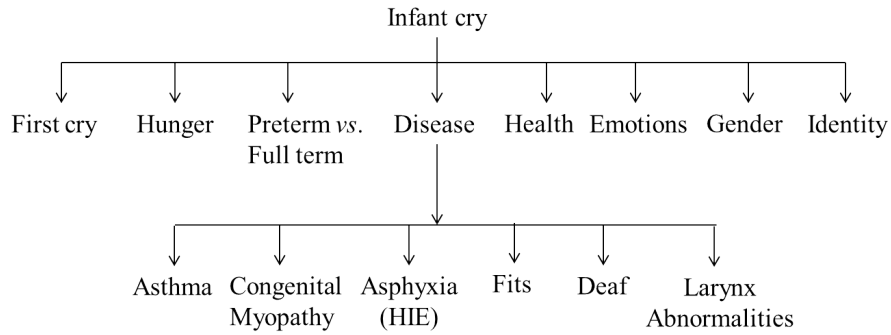 Infant cry
First cry Hunger Preterm vs. Disease Health Emotions Gender Identity
Full term
Asthma Congenital Asphyxia Fits Deaf Larynx
Myopathy (HIE) Abnormalities